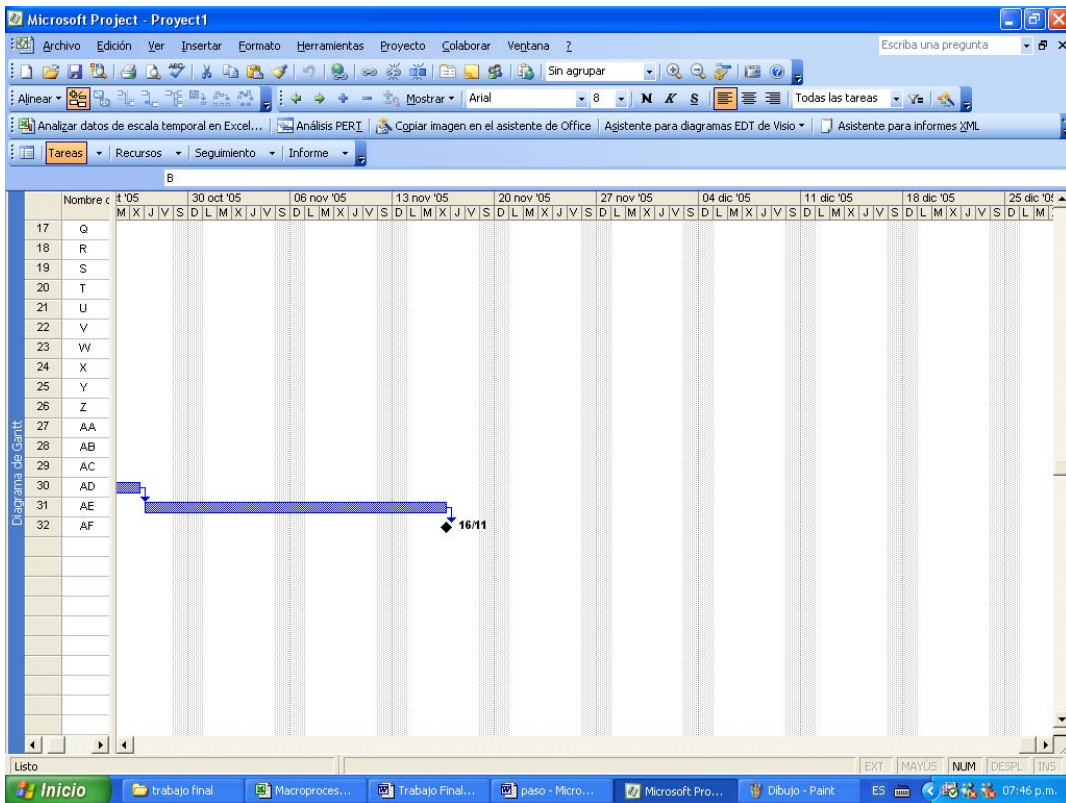 Microsoft Project - Proyect1
Archivo Edición Ver Insertar Formato Herramientas Proyecto Colaborar Ventana ? Escriba una pregunta
Sin agrupar
Alinear Mostrar Arial 8 N K S Todas las tareas
Analizar datos de escala temporal en Excel... Análisis PERT Copiar imagen en el asistente de Office Asistente para diagramas EDT de Visio Asistente para informes XML
Tareas Recursos Seguimiento Informe
B
Nombre t '05 30 oct '05 06 nov '05 13 nov '05 20 nov '05 27 nov '05 04 dic '05 11 dic '05 18 dic '05 25 dic '0
M X J V S D L M X J V S D L M X J V S D L M X J V S D L M X J V S D L M X J V S D L M X J V S D L M X J V S D L M X J V S D L M
17 Q
18 R
19 S
20 T
21 U
22 V
23 W
24 X
25 Y
26 Z
27 AA
28 AB
29 AC
30 AD
31 AE
32 AF 16/11
Diagrama de Gantt
Listo EXT MAYÚS NUM DESPL INS
Inicio trabajo final Macroproces... Trabajo Final... paso - Micro... Microsoft Pro... Dibujo - Paint ES 07:46 p.m.